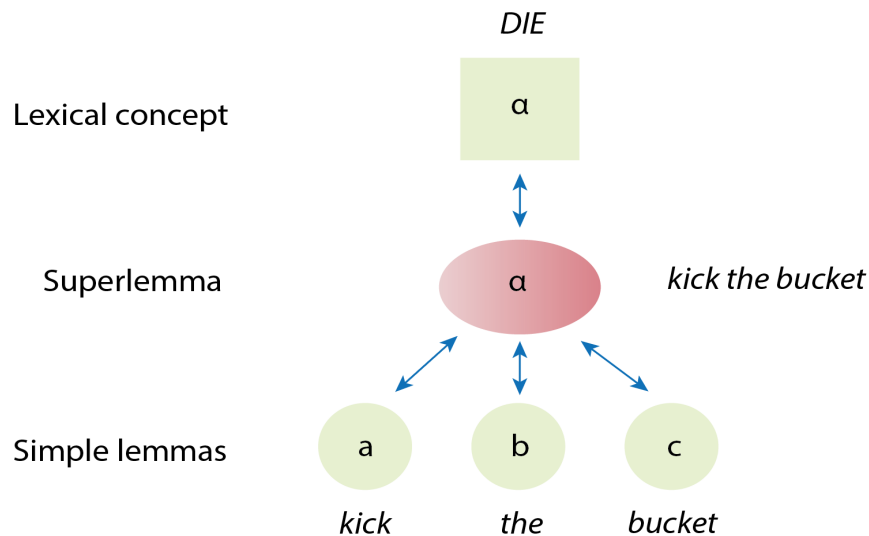 DIE
Lexical concept α
Superlemma α kick the bucket
Simple lemmas a b c
kick the bucket